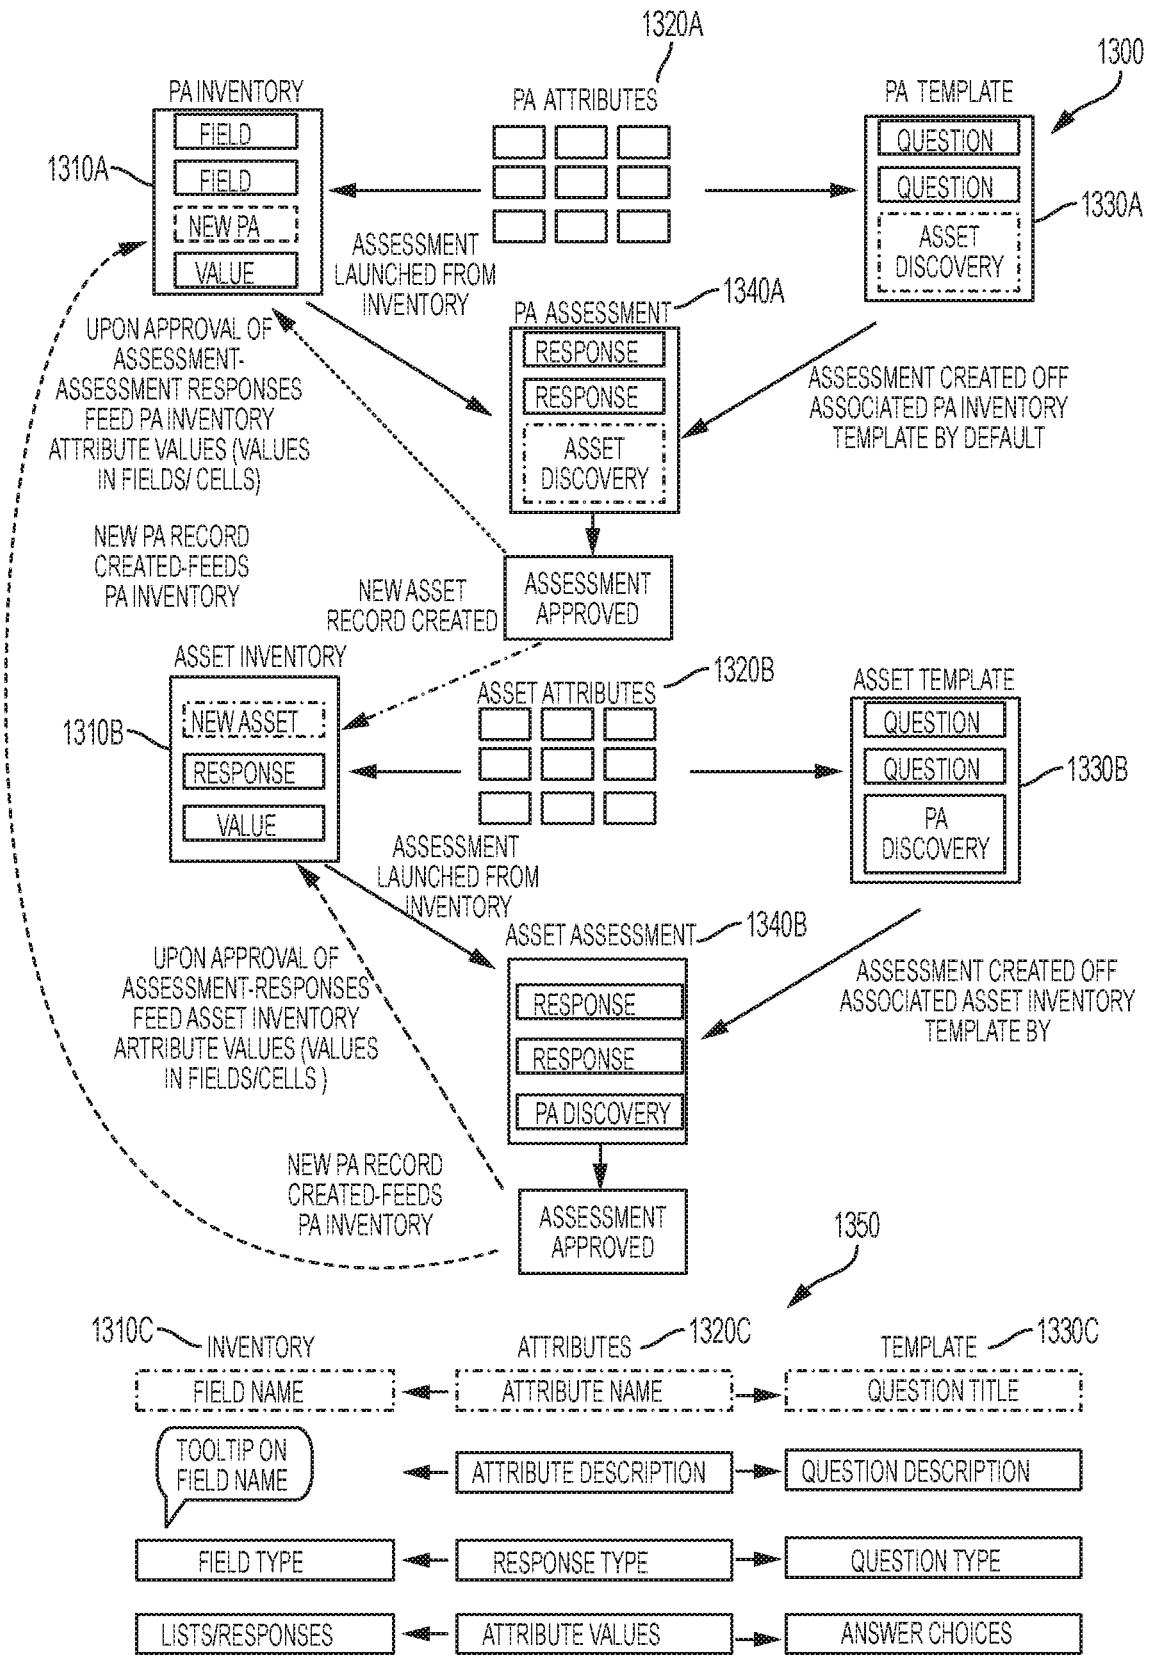 1320A
1300
PA INVENTORY
PA ATTRIBUTES
PA TEMPLATE
1310A
FIELD
FIELD
NEW PA
VALUE
QUESTION
QUESTION
ASSET
DISCOVERY
1330A
ASSESSMENT
LAUNCHED FROM
INVENTORY
1340A
PA ASSESSMENT
RESPONSE
RESPONSE
ASSET
DISCOVERY
UPON APPROVAL OF
ASSESSMENT-
ASSESSMENT RESPONSES
FEED PA INVENTORY
ATTRIBUTE VALUES (VALUES
IN FIELDS/ CELLS)
ASSESSMENT CREATED OFF
ASSOCIATED PA INVENTORY
TEMPLATE BY DEFAULT
NEW PA RECORD
CREATED-FEEDS
PA INVENTORY
NEW ASSET
RECORD CREATED
ASSESSMENT
APPROVED
ASSET INVENTORY
1310B
NEW ASSET
RESPONSE
VALUE
ASSET ATTRIBUTES
1320B
ASSET TEMPLATE
QUESTION
QUESTION
PA
DISCOVERY
1330B
ASSESSMENT
LAUNCHED FROM
INVENTORY
ASSET ASSESSMENT
1340B
RESPONSE
RESPONSE
PA DISCOVERY
UPON APPROVAL OF
ASSESSMENT-RESPONSES
FEED ASSET INVENTORY
ARTRIBUTE VALUES (VALUES
IN FIELDS/CELLS )
ASSESSMENT CREATED OFF
ASSOCIATED ASSET INVENTORY
TEMPLATE BY
NEW PA RECORD
CREATED-FEEDS
PA INVENTORY
ASSESSMENT
APPROVED
1350
1310C
INVENTORY
ATTRIBUTES
1320C
TEMPLATE
1330C
FIELD NAME
ATTRIBUTE NAME
QUESTION TITLE
TOOLTIP ON
FIELD NAME
ATTRIBUTE DESCRIPTION
QUESTION DESCRIPTION
FIELD TYPE
RESPONSE TYPE
QUESTION TYPE
LISTS/RESPONSES
ATTRIBUTE VALUES
ANSWER CHOICES